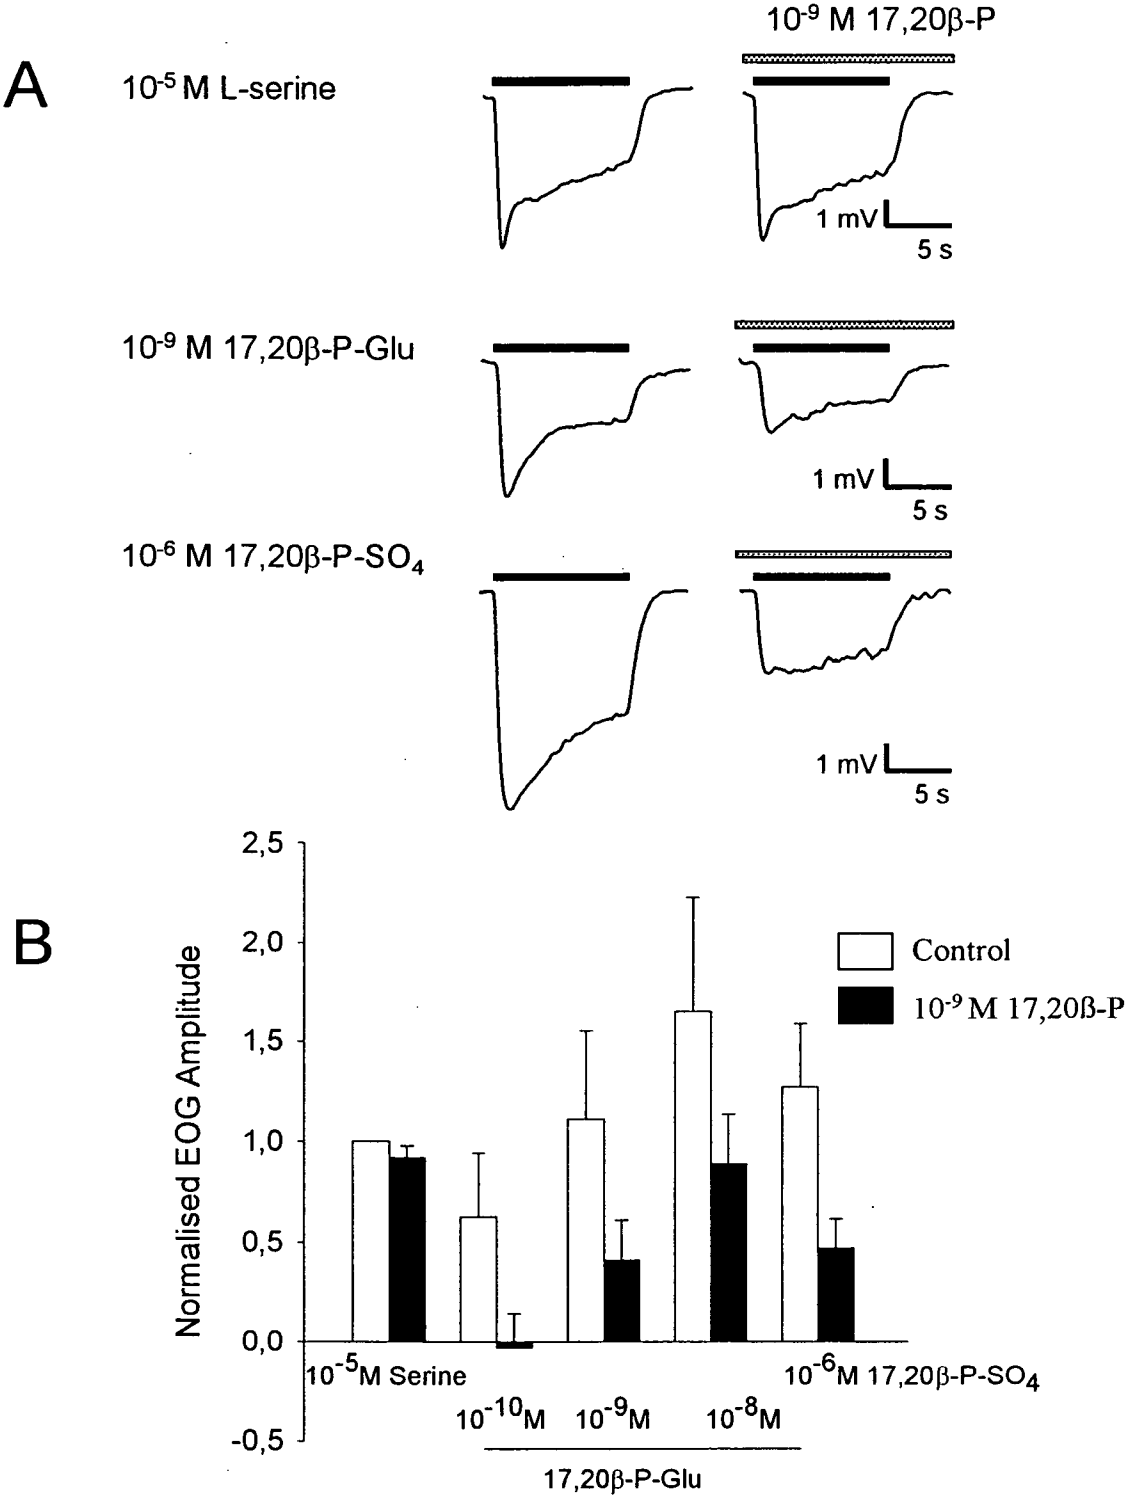 10⁻⁹ M 17,20β-P
A
10⁻⁵ M L-serine
1 mV
5 s
10⁻⁹ M 17,20β-P-Glu
1 mV
5 s
10⁻⁶ M 17,20β-P-SO₄
1 mV
5 s
B
Normalised EOG Amplitude
2,5
2,0
1,5
1,0
0,5
0,0
-0,5
Control
10⁻⁹ M 17,20ß-P
10⁻⁵M Serine
10⁻⁶M 17,20β-P-SO₄
10⁻¹⁰M 10⁻⁹M 10⁻⁸M
17,20β-P-Glu